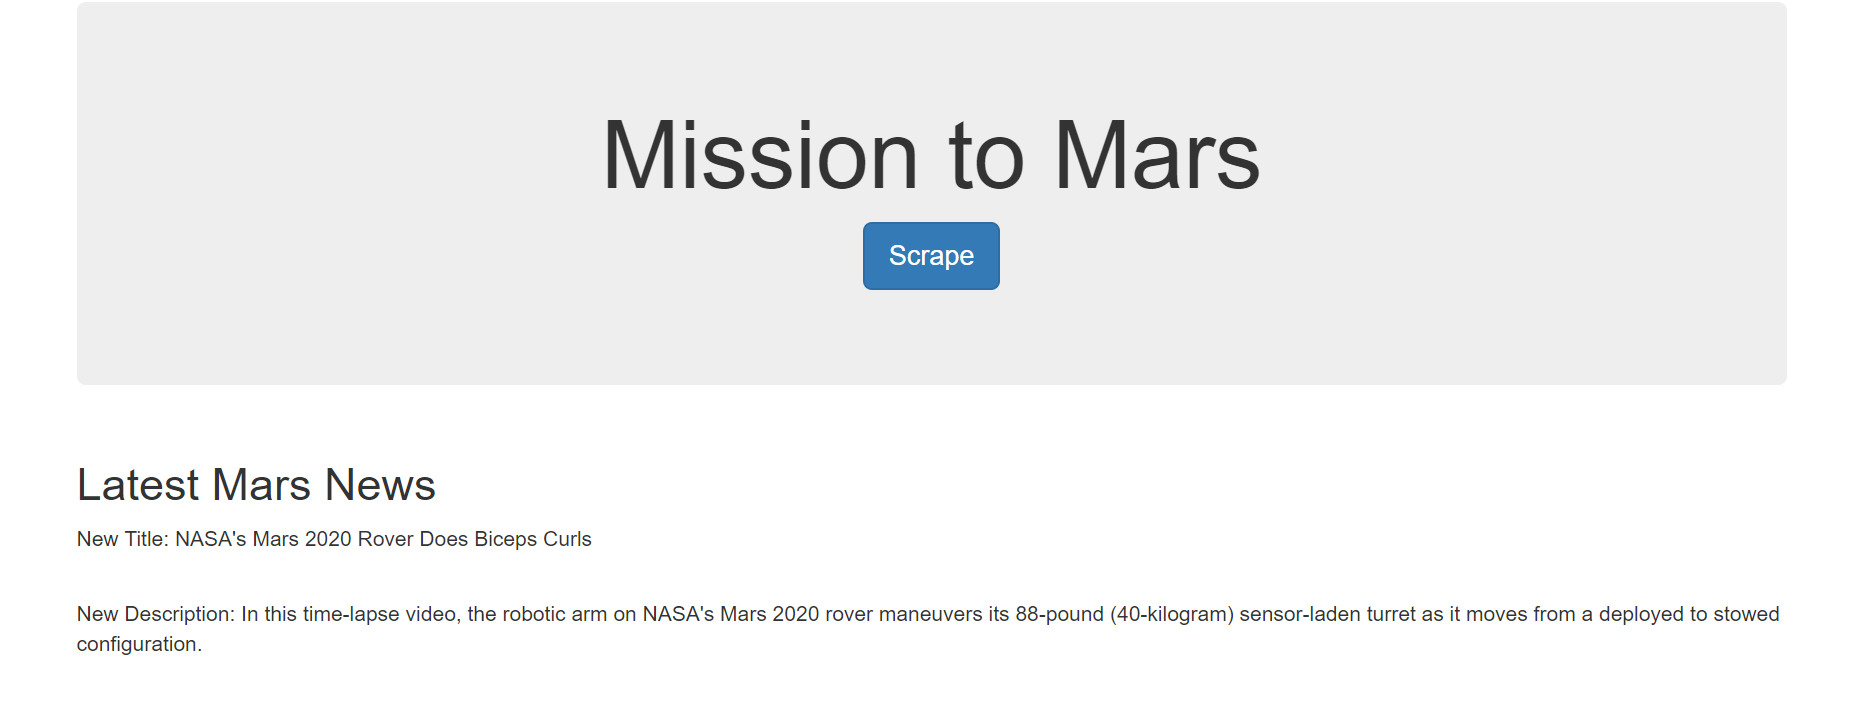 Mission to Mars
Scrape
Latest Mars News
New Title: NASA's Mars 2020 Rover Does Biceps Curls
New Description: In this time-lapse video, the robotic arm on NASA's Mars 2020 rover maneuvers its 88-pound (40-kilogram) sensor-laden turret as it moves from a deployed to stowed
configuration.